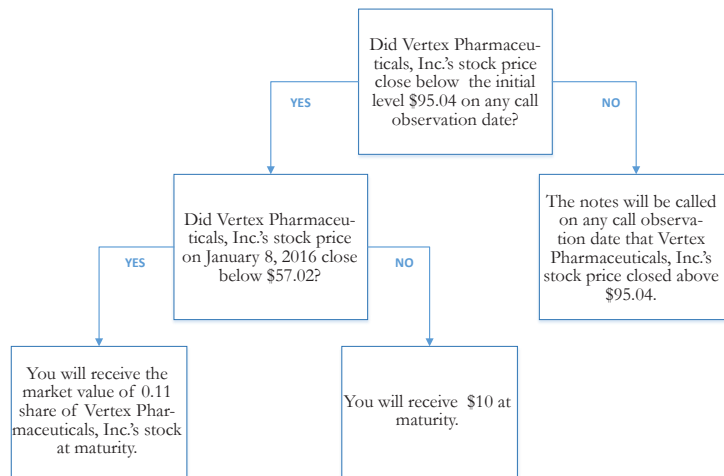 Did Vertex Pharmaceu-
ticals, Inc.'s stock price
close below the initial
level $95.04 on any call
observation date?
YES
NO
Did Vertex Pharmaceu-
ticals, Inc.'s stock price
on January 8, 2016 close
below $57.02?
The notes will be called
on any call observa-
tion date that Vertex
Pharmaceuticals, Inc.'s
stock price closed above
$95.04.
YES
NO
You will receive the
market value of 0.11
share of Vertex Phar-
maceuticals, Inc.'s stock
at maturity.
You will receive $10 at
maturity.